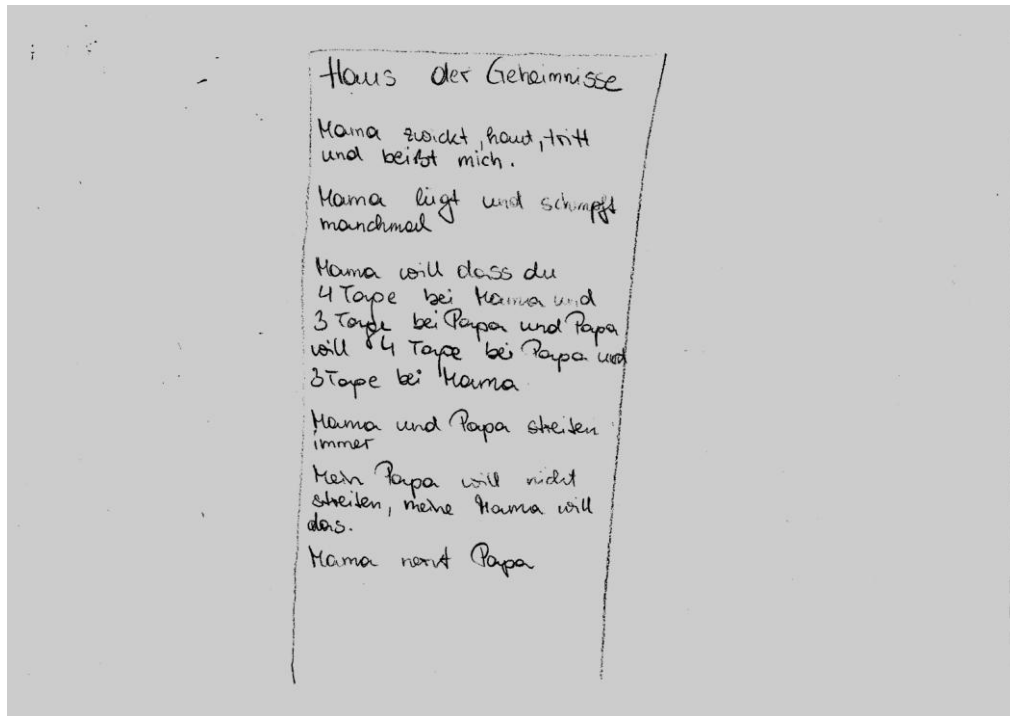 Haus der Geheimnisse
Mama zwickt, haut, tritt
und beißt mich.
Mama lügt und schimpft
manchmal
Mama will dass du
4 Tage bei Mama und
3 Tage bei Papa und Papa
will 4 Tage bei Papa und
3 Tage bei Mama
Mama und Papa streiten
immer
Mein Papa will nicht
streiten, meine Mama will
das.
Mama nervt Papa